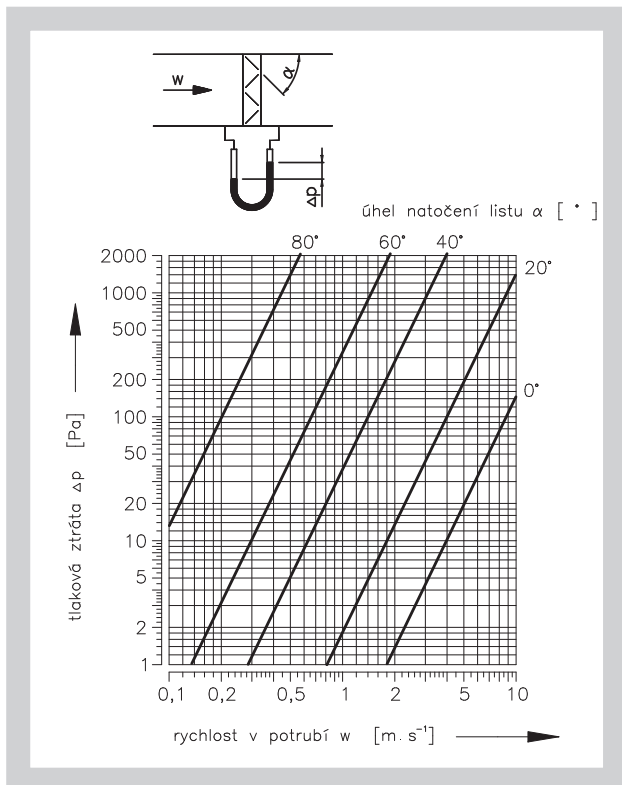 w
α
Δp
úhel natočení listu α [ ° ]
80° 60° 40°
20°
0°
2000
1000
500
200
100
50
20
10
5
2
1
tlaková ztráta Δp [Pa]
0,1 0,2 0,5 1 2 5 10
rychlost v potrubí w [m.s⁻¹]